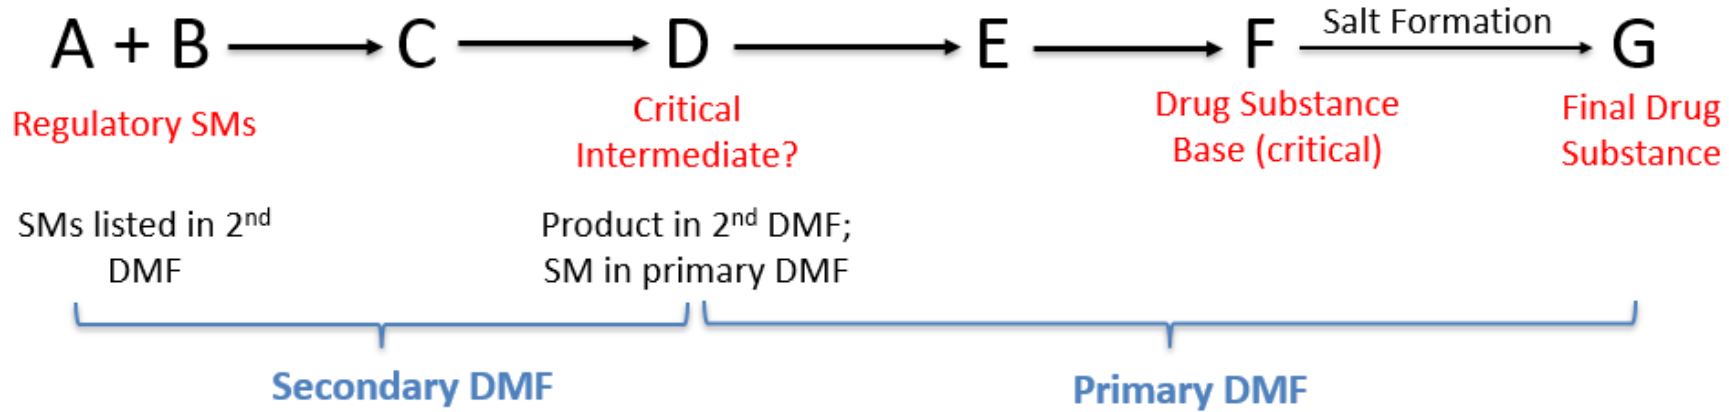 A + B C D E F Salt Formation G
Regulatory SMs
Critical
Intermediate?
Drug Substance
Base (critical)
Final Drug
Substance
SMs listed in 2nd
DMF
Product in 2nd DMF;
SM in primary DMF
Secondary DMF
Primary DMF